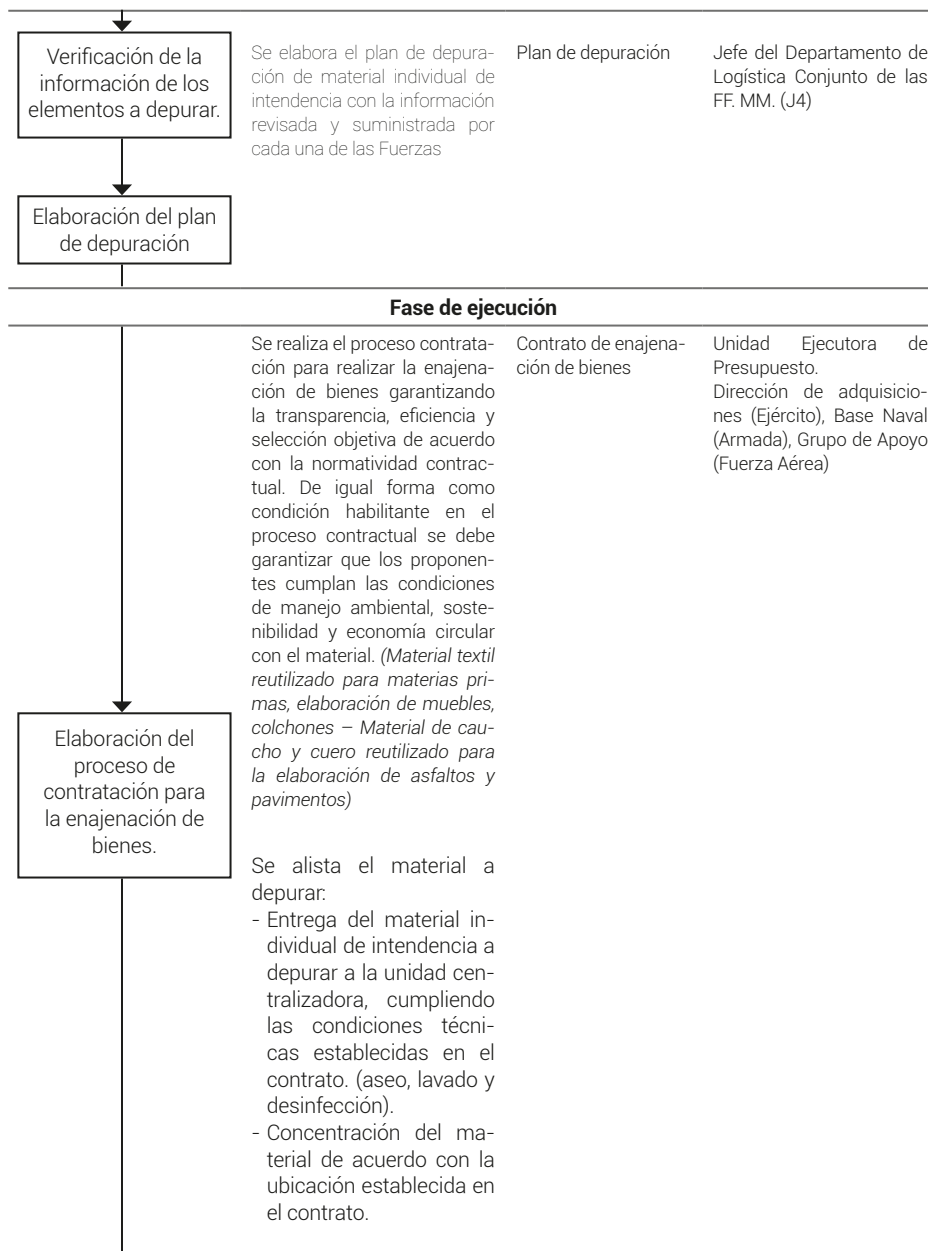 Verificación de la
información de los
elementos a depurar.
Se elabora el plan de depura-
ción de material individual de
intendencia con la información
revisada y suministrada por
cada una de las Fuerzas
Plan de depuración
Jefe del Departamento de
Logística Conjunto de las
FF. MM. (J4)
Elaboración del plan
de depuración
Fase de ejecución
Se realiza el proceso contrata-
ción para realizar la enajena-
ción de bienes garantizando
la transparencia, eficiencia y
selección objetiva de acuerdo
con la normatividad contrac-
tual. De igual forma como
condición habilitante en el
proceso contractual se debe
garantizar que los proponen-
tes cumplan las condiciones
de manejo ambiental, soste-
nibilidad y economía circular
con el material. (Material textil
reutilizado para materias pri-
mas, elaboración de muebles,
colchones – Material de cau-
cho y cuero reutilizado para
la elaboración de asfaltos y
pavimentos)
Contrato de enajena-
ción de bienes
Unidad Ejecutora de
Presupuesto.
Dirección de adquisicio-
nes (Ejército), Base Naval
(Armada), Grupo de Apoyo
(Fuerza Aérea)
Elaboración del
proceso de
contratación para
la enajenación de
bienes.
Se alista el material a
depurar:
- Entrega del material in-
dividual de intendencia a
depurar a la unidad cen-
tralizadora, cumpliendo
las condiciones técni-
cas establecidas en el
contrato. (aseo, lavado y
desinfección).
- Concentración del ma-
terial de acuerdo con la
ubicación establecida en
el contrato.